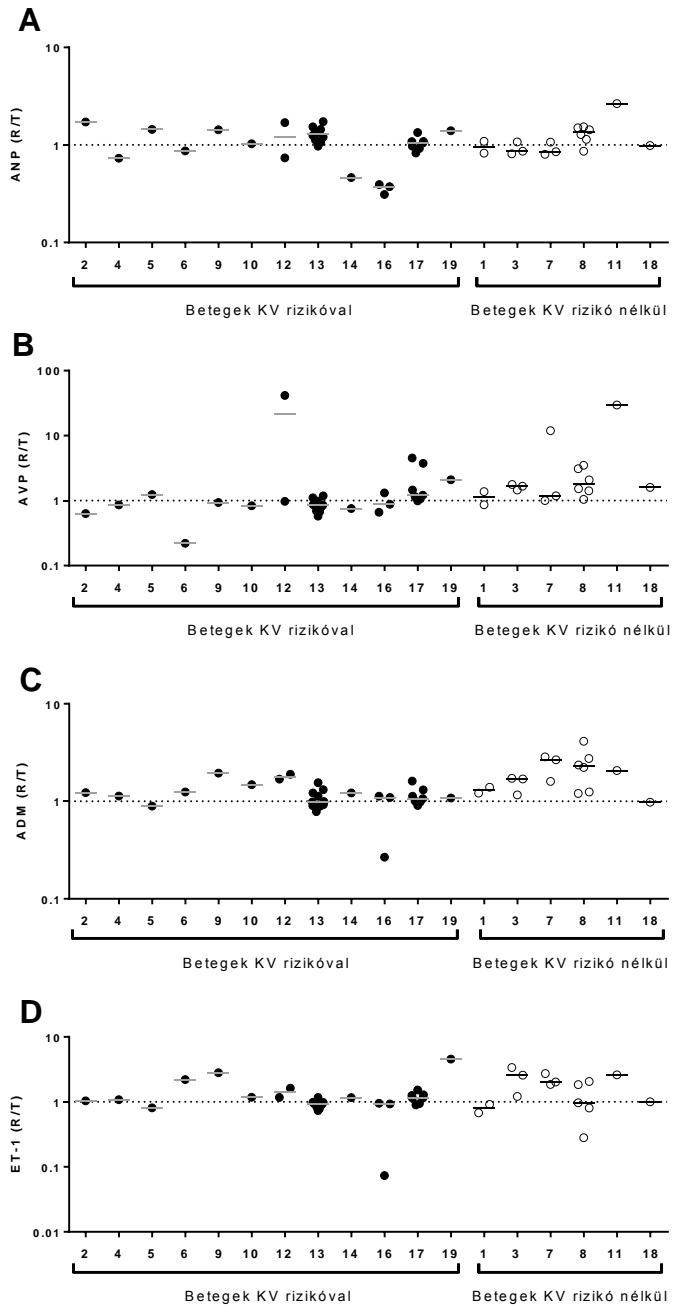 A
ANP (R/T)
10
1
0.1
2 4 5 6 9 10 12 13 14 16 17 19 1 3 7 8 11 18
Betegek KV rizikóval Betegek KV rizikó nélkül
B
AVP (R/T)
100
10
1
0.1
2 4 5 6 9 10 12 13 14 16 17 19 1 3 7 8 11 18
Betegek KV rizikóval Betegek KV rizikó nélkül
C
ADM (R/T)
10
1
0.1
2 4 5 6 9 10 12 13 14 16 17 19 1 3 7 8 11 18
Betegek KV rizikóval Betegek KV rizikó nélkül
D
ET-1 (R/T)
10
1
0.1
0.01
2 4 5 6 9 10 12 13 14 16 17 19 1 3 7 8 11 18
Betegek KV rizikóval Betegek KV rizikó nélkül